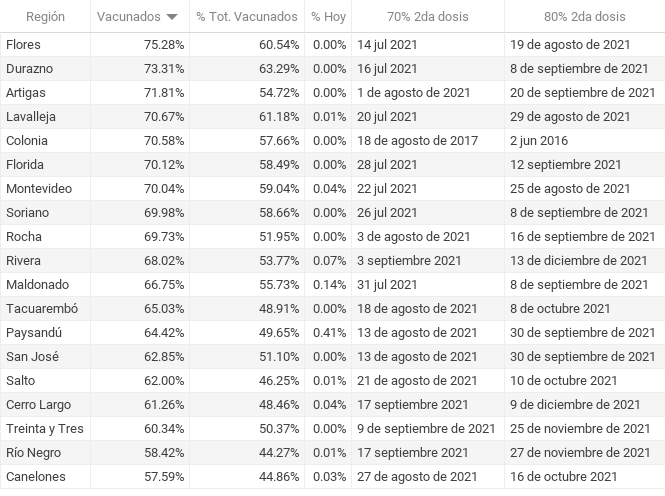 Región Vacunados % Tot. Vacunados % Hoy 70% 2da dosis 80% 2da dosis
Flores 75.28% 60.54% 0.00% 14 jul 2021 19 de agosto de 2021
Durazno 73.31% 63.29% 0.00% 16 jul 2021 8 de septiembre de 2021
Artigas 71.81% 54.72% 0.00% 1 de agosto de 2021 20 de septiembre de 2021
Lavalleja 70.67% 61.18% 0.01% 20 jul 2021 29 de agosto de 2021
Colonia 70.58% 57.66% 0.00% 18 de agosto de 2017 2 jun 2016
Florida 70.12% 58.49% 0.00% 28 jul 2021 12 septiembre 2021
Montevideo 70.04% 59.04% 0.04% 22 jul 2021 25 de agosto de 2021
Soriano 69.98% 58.66% 0.00% 26 jul 2021 8 de septiembre de 2021
Rocha 69.73% 51.95% 0.00% 3 de agosto de 2021 16 de septiembre de 2021
Rivera 68.02% 53.77% 0.07% 3 septiembre 2021 13 de diciembre de 2021
Maldonado 66.75% 55.73% 0.14% 31 jul 2021 8 de septiembre de 2021
Tacuarembó 65.03% 48.91% 0.00% 18 de agosto de 2021 8 de octubre 2021
Paysandú 64.42% 49.65% 0.41% 13 de agosto de 2021 30 de septiembre de 2021
San José 62.85% 51.10% 0.00% 13 de agosto de 2021 30 de septiembre de 2021
Salto 62.00% 46.25% 0.01% 21 de agosto de 2021 10 de octubre 2021
Cerro Largo 61.26% 48.46% 0.04% 17 septiembre 2021 9 de diciembre de 2021
Treinta y Tres 60.34% 50.37% 0.00% 9 de septiembre de 2021 25 de noviembre de 2021
Río Negro 58.42% 44.27% 0.01% 17 septiembre 2021 27 de noviembre de 2021
Canelones 57.59% 44.86% 0.03% 27 de agosto de 2021 16 de octubre 2021